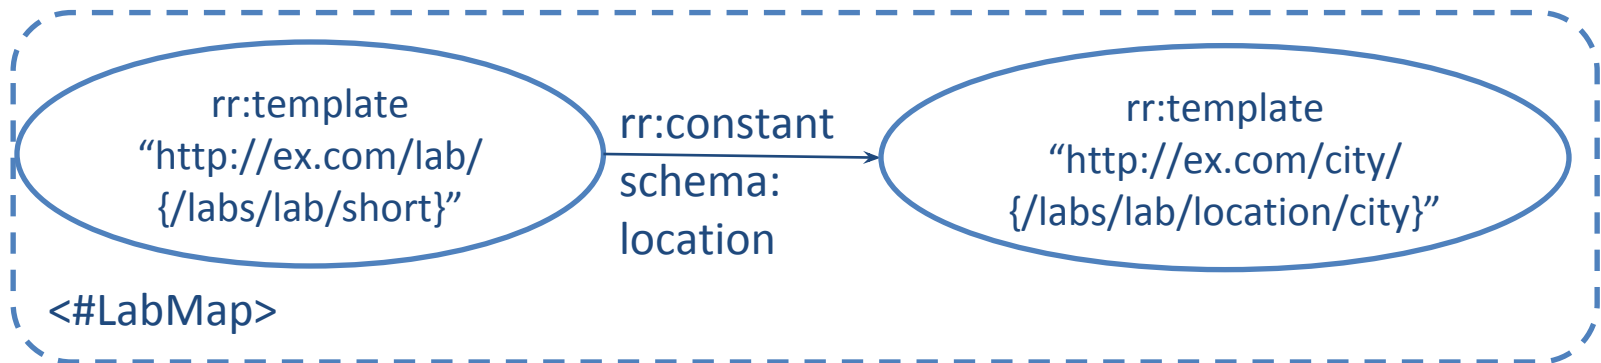 rr:template
“http://ex.com/lab/
{/labs/lab/short}”
rr:constant
schema:
location
rr:template
“http://ex.com/city/
{/labs/lab/location/city}”
<#LabMap>